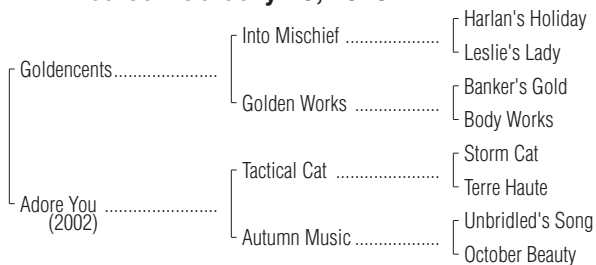 Harlan's Holiday
Into Mischief ....................
Leslie's Lady
Goldencents......................
Banker's Gold
Golden Works ..................
Body Works
Storm Cat
Tactical Cat ......................
Terre Haute
Adore You ........................
(2002)
Unbridled's Song
Autumn Music ..................
October Beauty